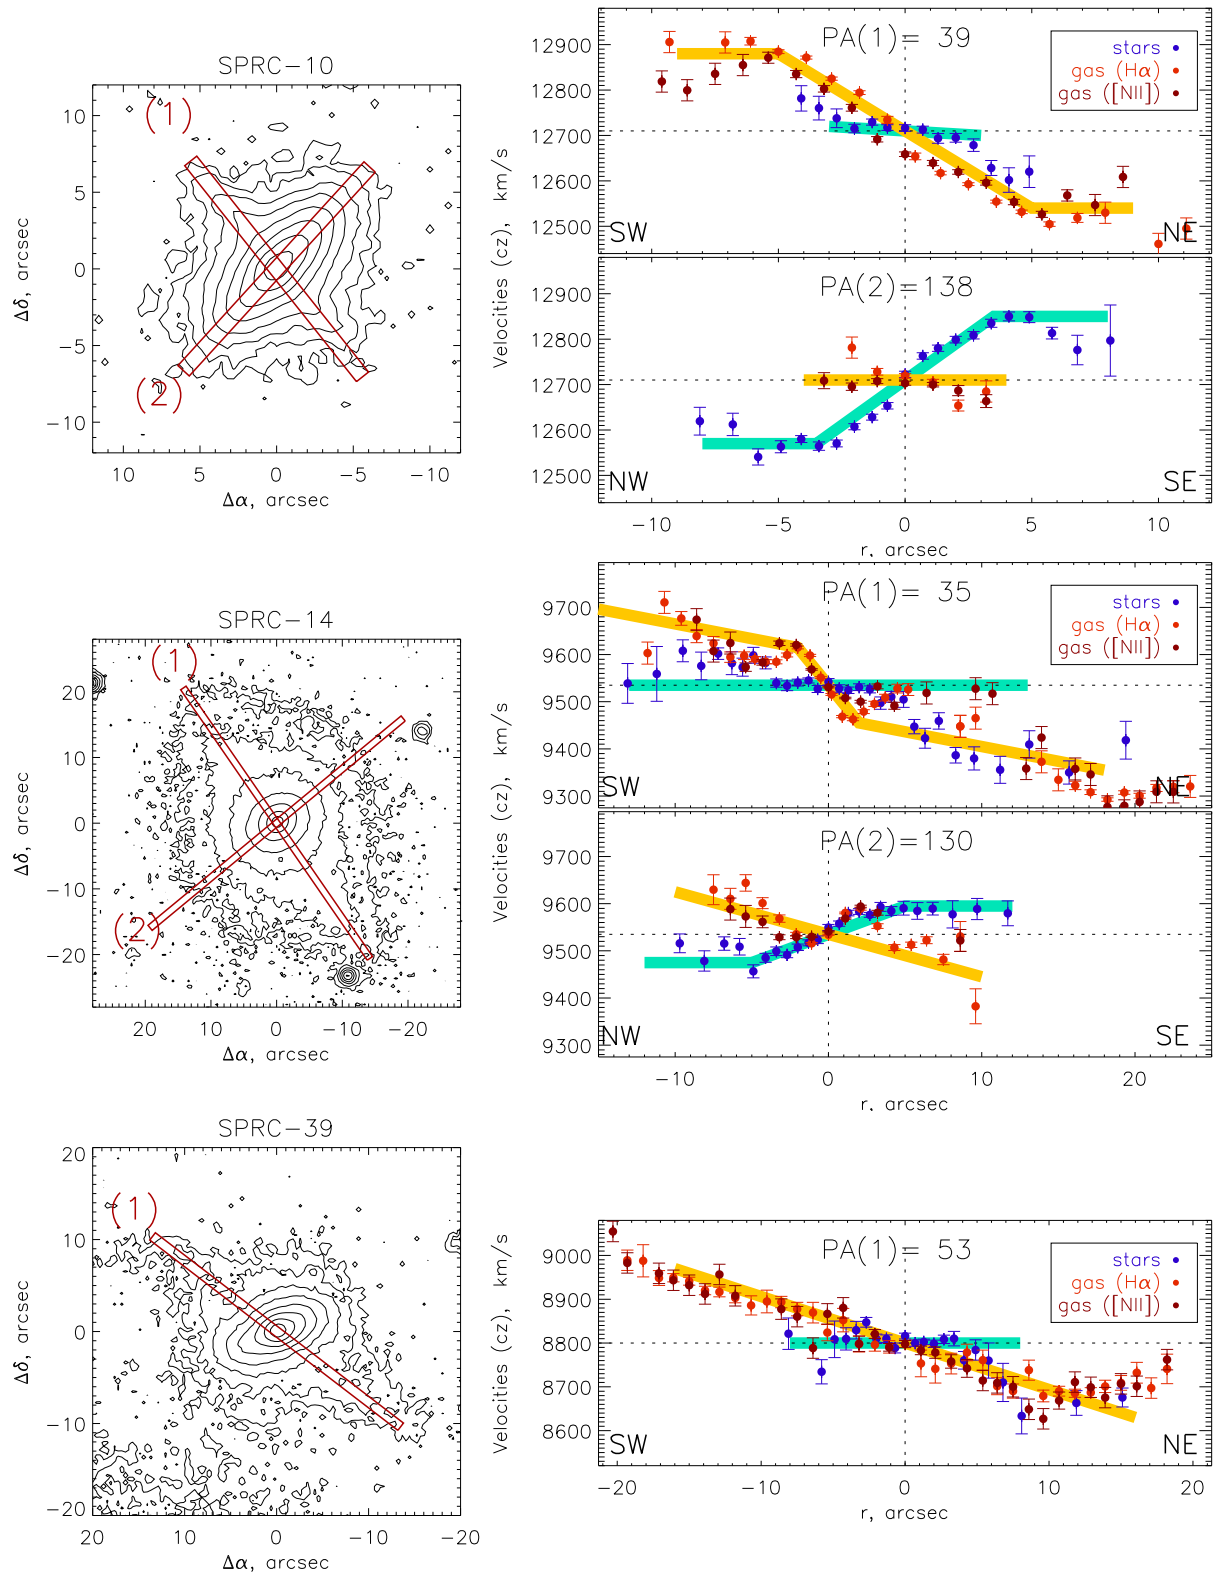 SPRC-10
(1)
(2)
10
5
0
-5
-10
Δδ, arcsec
10 5 0 -5 -10
Δα, arcsec
Velocities (cz), km/s
PA(1)= 39
stars
gas (Hα)
gas ([NII])
12900
12800
12700
12600
12500
SW NE
PA(2)=138
12900
12800
12700
12600
12500
NW SE
-10 -5 0 5 10
r, arcsec
SPRC-14
(1)
(2)
20
10
0
-10
-20
Δδ, arcsec
20 10 0 -10 -20
Δα, arcsec
Velocities (cz), km/s
PA(1)= 35
stars
gas (Hα)
gas ([NII])
9700
9600
9500
9400
9300
SW NE
PA(2)=130
9700
9600
9500
9400
9300
NW SE
-10 0 10 20
r, arcsec
SPRC-39
(1)
20
10
0
-10
-20
Δδ, arcsec
20 10 0 -10 -20
Δα, arcsec
Velocities (cz), km/s
PA(1)= 53
stars
gas (Hα)
gas ([NII])
9000
8900
8800
8700
8600
SW NE
-20 -10 0 10 20
r, arcsec